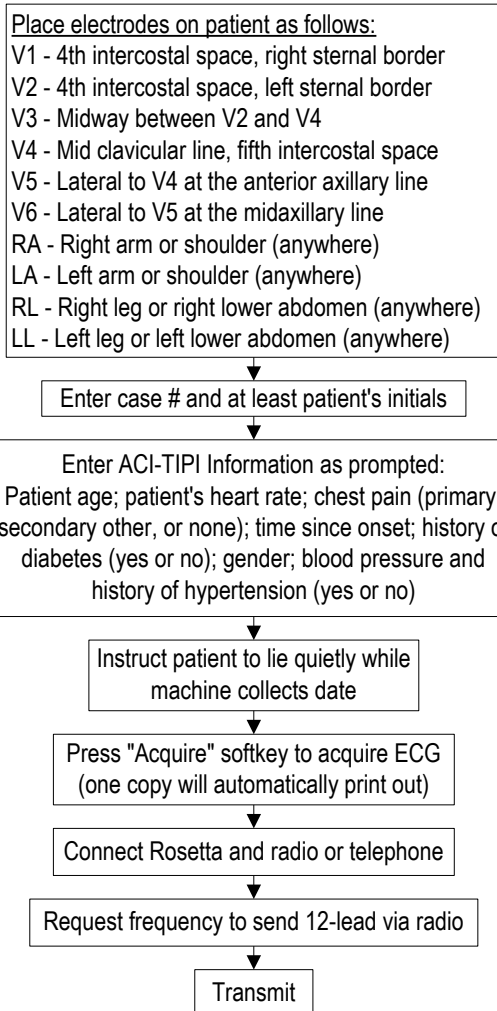 Place electrodes on patient as follows:
V1 - 4th intercostal space, right sternal border
V2 - 4th intercostal space, left sternal border
V3 - Midway between V2 and V4
V4 - Mid clavicular line, fifth intercostal space
V5 - Lateral to V4 at the anterior axillary line
V6 - Lateral to V5 at the midaxillary line
RA - Right arm or shoulder (anywhere)
LA - Left arm or shoulder (anywhere)
RL - Right leg or right lower abdomen (anywhere)
LL - Left leg or left lower abdomen (anywhere)
Enter case # and at least patient's initials
Enter ACI-TIPI Information as prompted:
Patient age; patient's heart rate; chest pain (primary
secondary other, or none); time since onset; history
diabetes (yes or no); gender; blood pressure and
history of hypertension (yes or no)
Instruct patient to lie quietly while
machine collects date
Press "Acquire" softkey to acquire ECG
(one copy will automatically print out)
Connect Rosetta and radio or telephone
Request frequency to send 12-lead via radio
Transmit